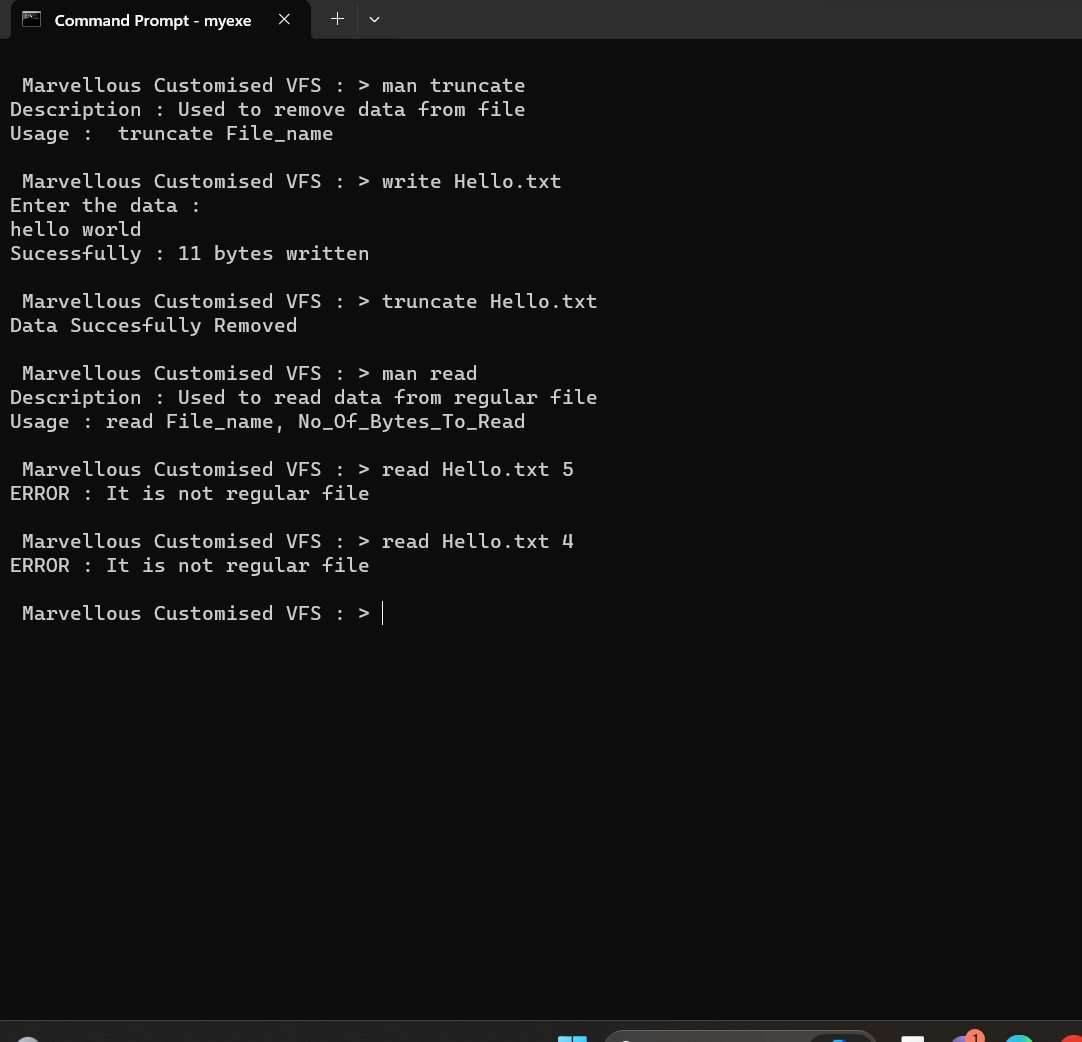 Command Prompt - myexe
Marvellous Customised VFS : > man truncate
Description : Used to remove data from file
Usage :  truncate File_name
Marvellous Customised VFS : > write Hello.txt
Enter the data :
hello world
Sucessfully : 11 bytes written
Marvellous Customised VFS : > truncate Hello.txt
Data Succesfully Removed
Marvellous Customised VFS : > man read
Description : Used to read data from regular file
Usage : read File_name, No_Of_Bytes_To_Read
Marvellous Customised VFS : > read Hello.txt 5
ERROR : It is not regular file
Marvellous Customised VFS : > read Hello.txt 4
ERROR : It is not regular file
Marvellous Customised VFS : >
1